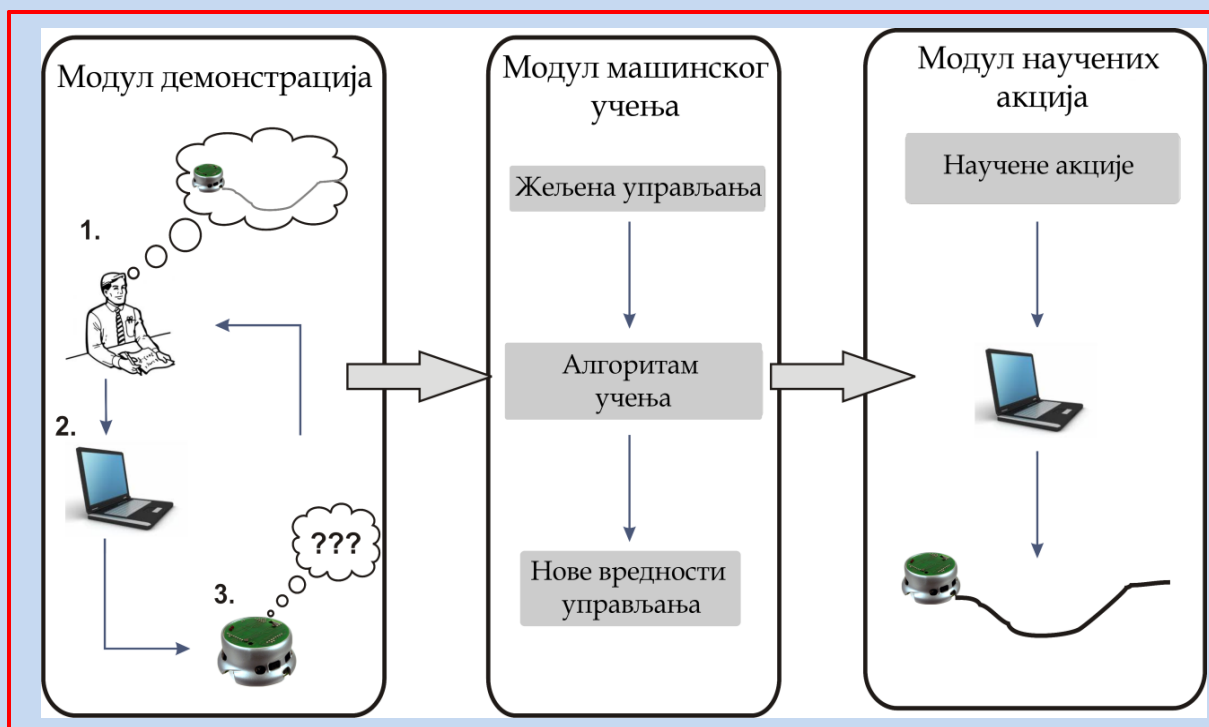 Модул демонстрација
1.
2.
3.
???
Модул машинског
учења
Жељена управљања
Алгоритам
учења
Нове вредности
управљања
Модул научених
акција
Научене акције